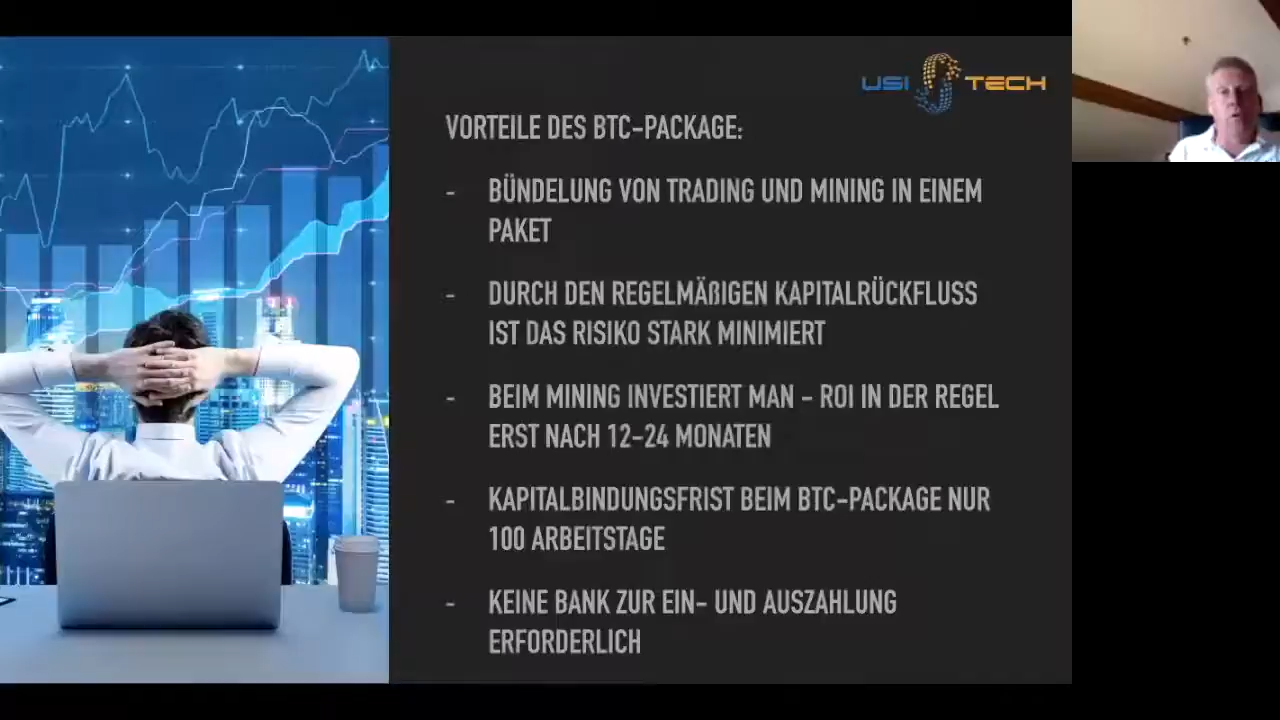 USI TECH
VORTEILE DES BTC-PACKAGE:
- BÜNDELUNG VON TRADING UND MINING IN EINEM
PAKET
- DURCH DEN REGELMÄßIGEN KAPITALRÜCKFLUSS
IST DAS RISIKO STARK MINIMIERT
- BEIM MINING INVESTIERT MAN - ROI IN DER REGEL
ERST NACH 12-24 MONATEN
- KAPITALBINDUNGSFRIST BEIM BTC-PACKAGE NUR
100 ARBEITSTAGE
- KEINE BANK ZUR EIN- UND AUSZAHLUNG
ERFORDERLICH